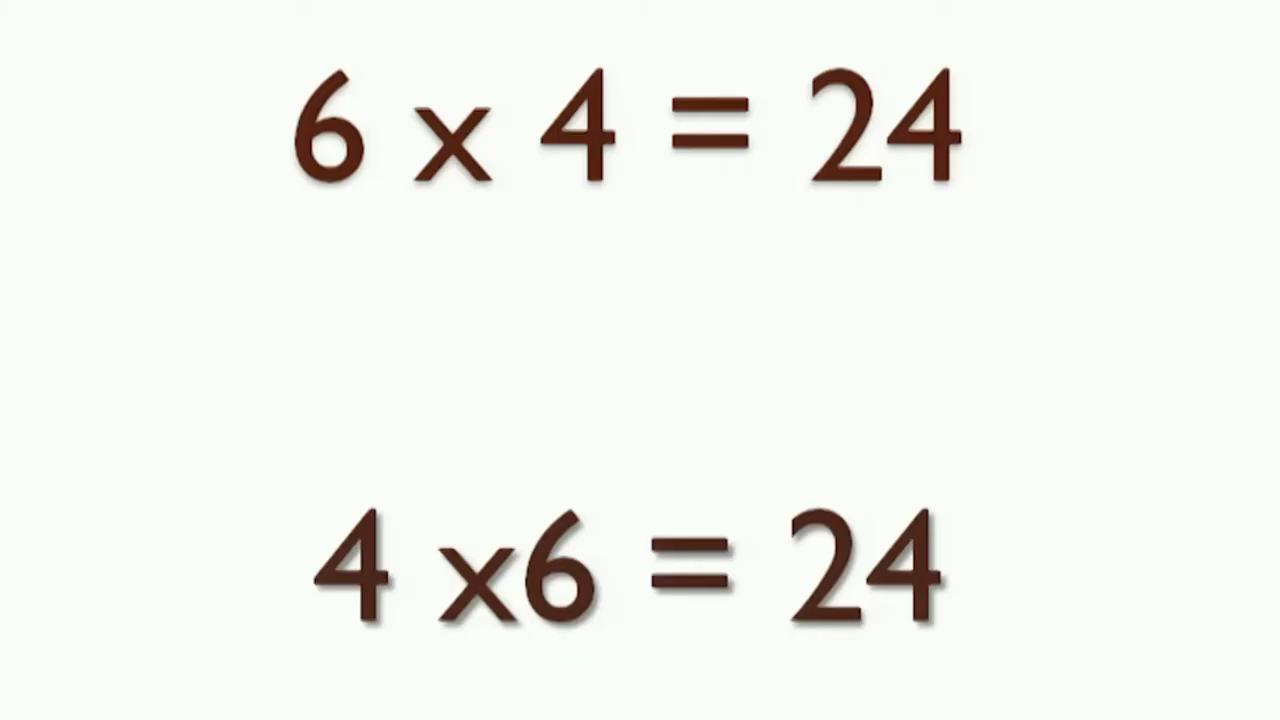 6 x 4 = 24
4 x6 = 24